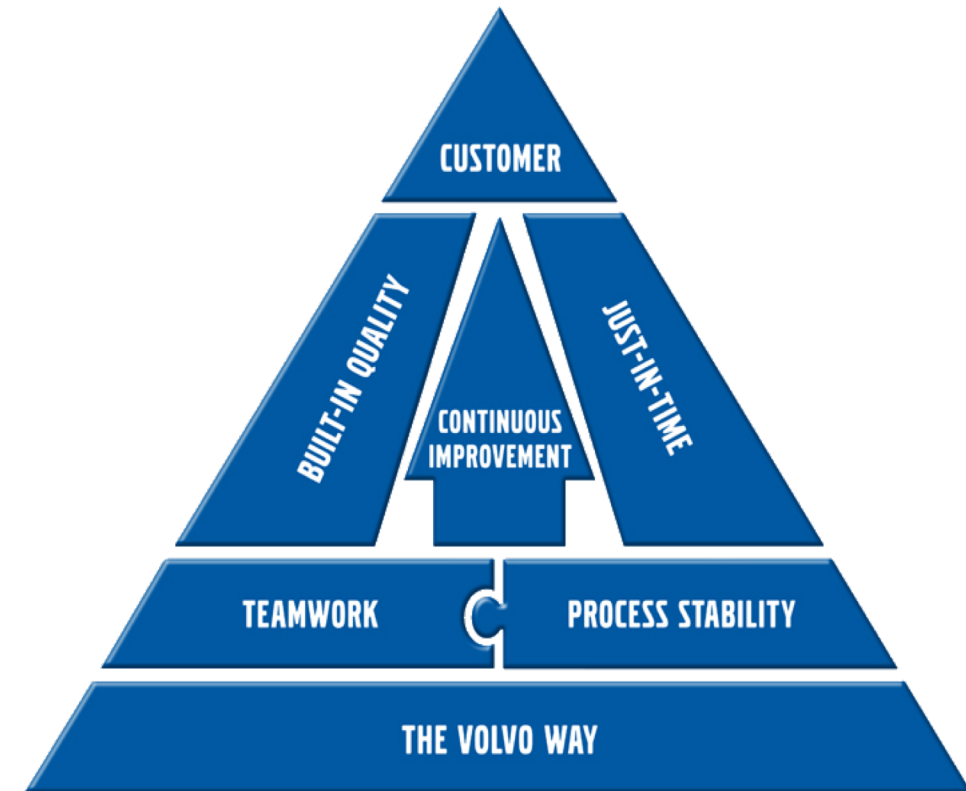 CUSTOMER
BUILT-IN QUALITY
CONTINUOUS
IMPROVEMENT
JUST-IN-TIME
TEAMWORK
PROCESS STABILITY
THE VOLVO WAY